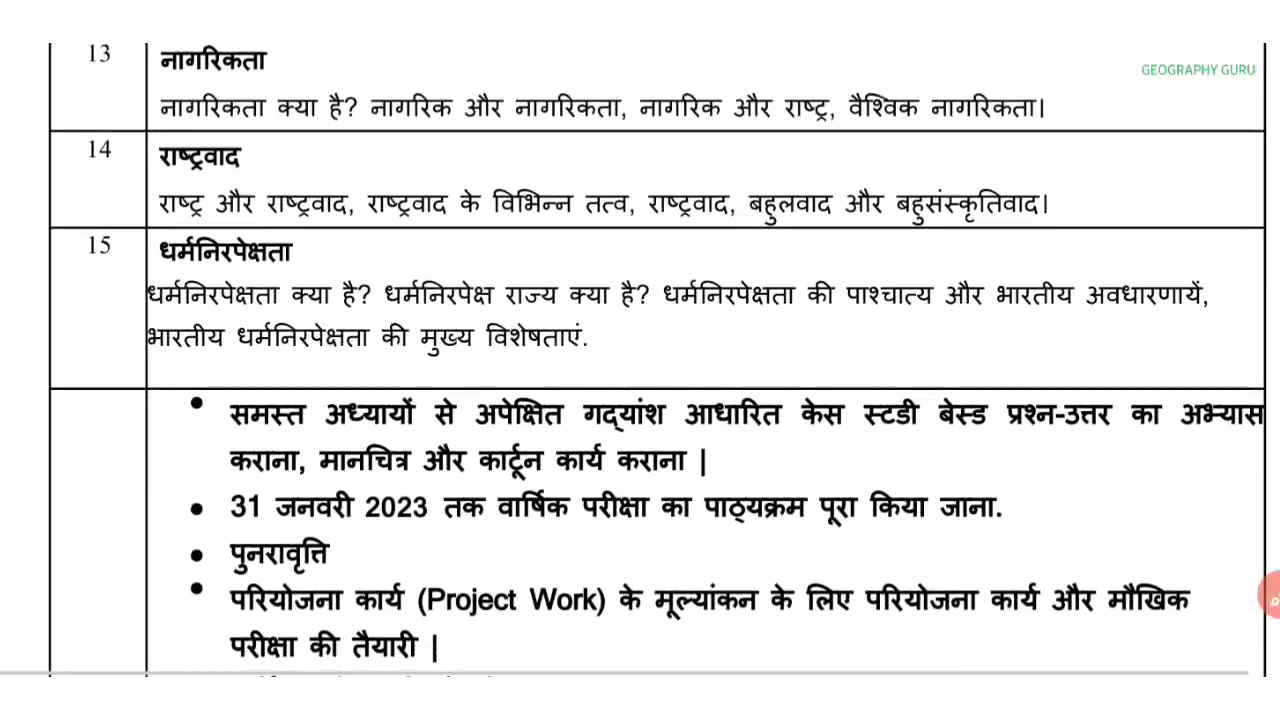 13
नागरिकता
GEOGRAPHY GURU
नागरिकता क्या है? नागरिक और नागरिकता, नागरिक और राष्ट्र, वैश्विक नागरिकता।
14
राष्ट्रवाद
राष्ट्र और राष्ट्रवाद, राष्ट्रवाद के विभिन्न तत्व, राष्ट्रवाद, बहुलवाद और बहुसंस्कृतिवाद।
15
धर्मनिरपेक्षता
धर्मनिरपेक्षता क्या है? धर्मनिरपेक्ष राज्य क्या है? धर्मनिरपेक्षता की पाश्चात्य और भारतीय अवधारणायें,
भारतीय धर्मनिरपेक्षता की मुख्य विशेषताएं.
• समस्त अध्यायों से अपेक्षित गद्यांश आधारित केस स्टडी बेस्ड प्रश्न-उत्तर का अभ्यास
कराना, मानचित्र और कार्टून कार्य कराना |
• 31 जनवरी 2023 तक वार्षिक परीक्षा का पाठ्यक्रम पूरा किया जाना.
• पुनरावृत्ति
• परियोजना कार्य (Project Work) के मूल्यांकन के लिए परियोजना कार्य और मौखिक
परीक्षा की तैयारी |